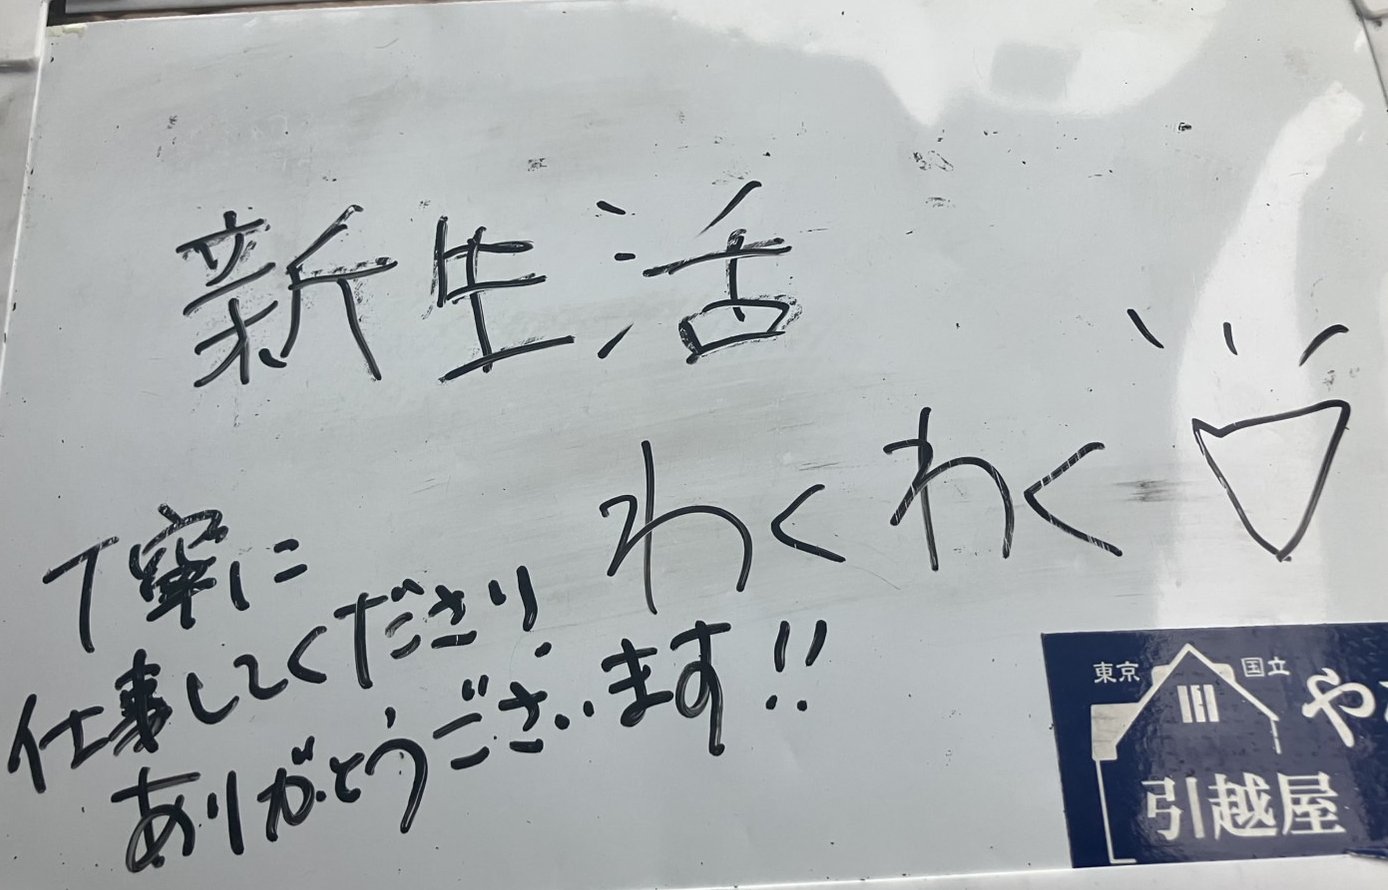 新生活
わくわく♡
丁寧に
仕事してくださり
ありがとうございます!!
東京 国立
引越屋